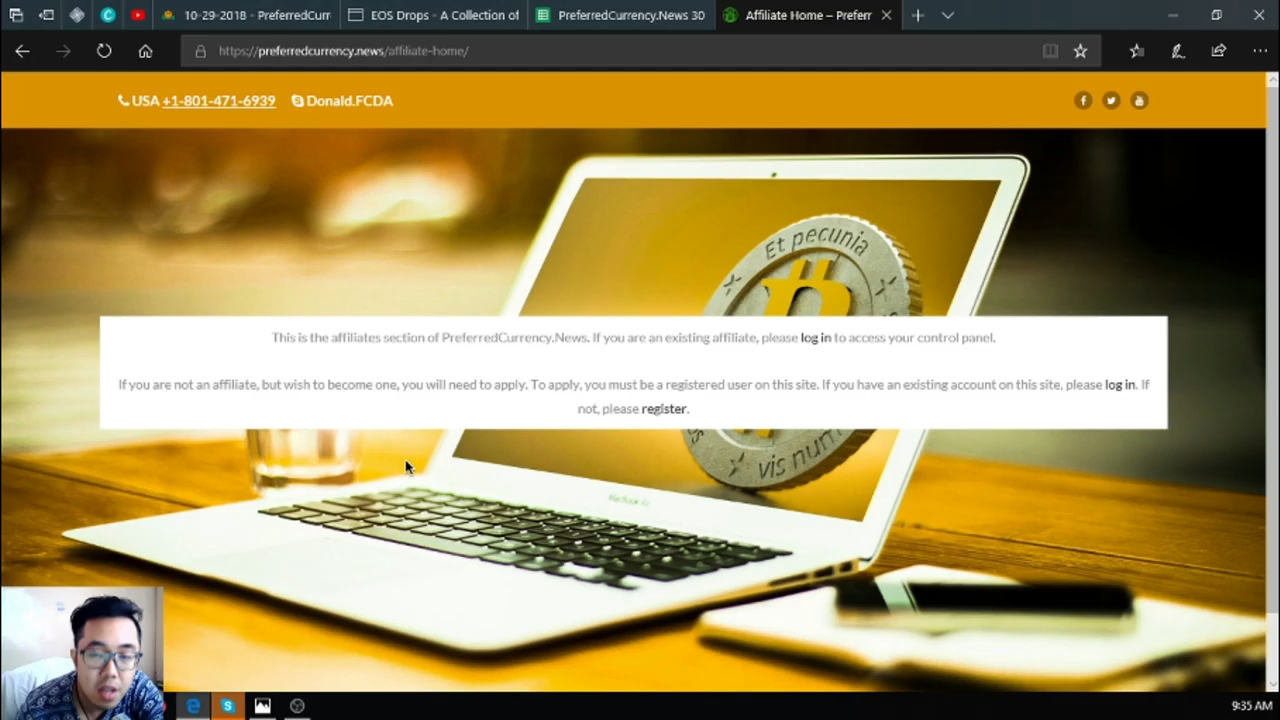 10-29-2018 - PreferredCurr
EOS Drops - A Collection of
PreferredCurrency.News 30
Affiliate Home – Preferr
https://preferredcurrency.news/affiliate-home/
USA +1-801-471-6939
Donald.FCDA
Et pecunia
This is the affiliates section of PreferredCurrency.News. If you are an existing affiliate, please log in to access your control panel.
If you are not an affiliate, but wish to become one, you will need to apply. To apply, you must be a registered user on this site. If you have an existing account on this site, please log in. If
not, please register.
vis num
9:35 AM